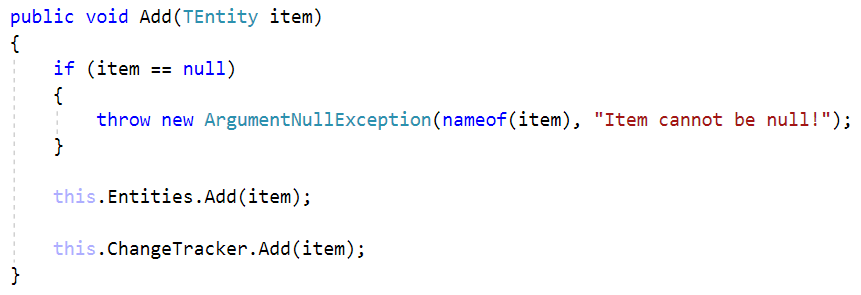 public void Add(TEntity item)
{
    if (item == null)
    {
        throw new ArgumentNullException(nameof(item), "Item cannot be null!");
    }

    this.Entities.Add(item);

    this.ChangeTracker.Add(item);
}